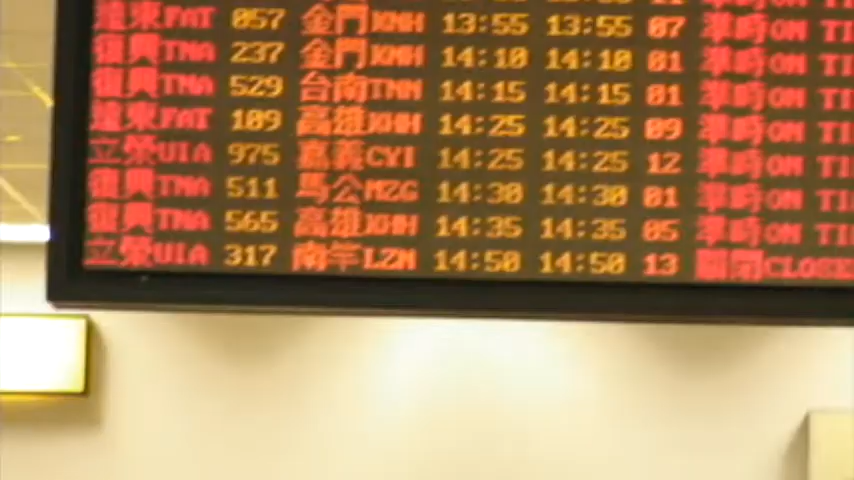 遠東FAT 057 金門KNH 13:55 13:55 07 準時ON TI
復興TNA 237 金門KNH 14:10 14:10 01 準時ON TI
復興TNA 529 台南TNN 14:15 14:15 01 準時ON TI
遠東FAT 109 高雄KHH 14:25 14:25 09 準時ON TI
立榮UIA 975 嘉義CYI 14:25 14:25 12 準時ON TI
復興TNA 511 馬公MZG 14:30 14:30 01 準時ON TI
復興TNA 565 高雄KHH 14:35 14:35 05 準時ON TI
立榮UIA 317 南竿LZN 14:50 14:50 13 關閉CLOSE